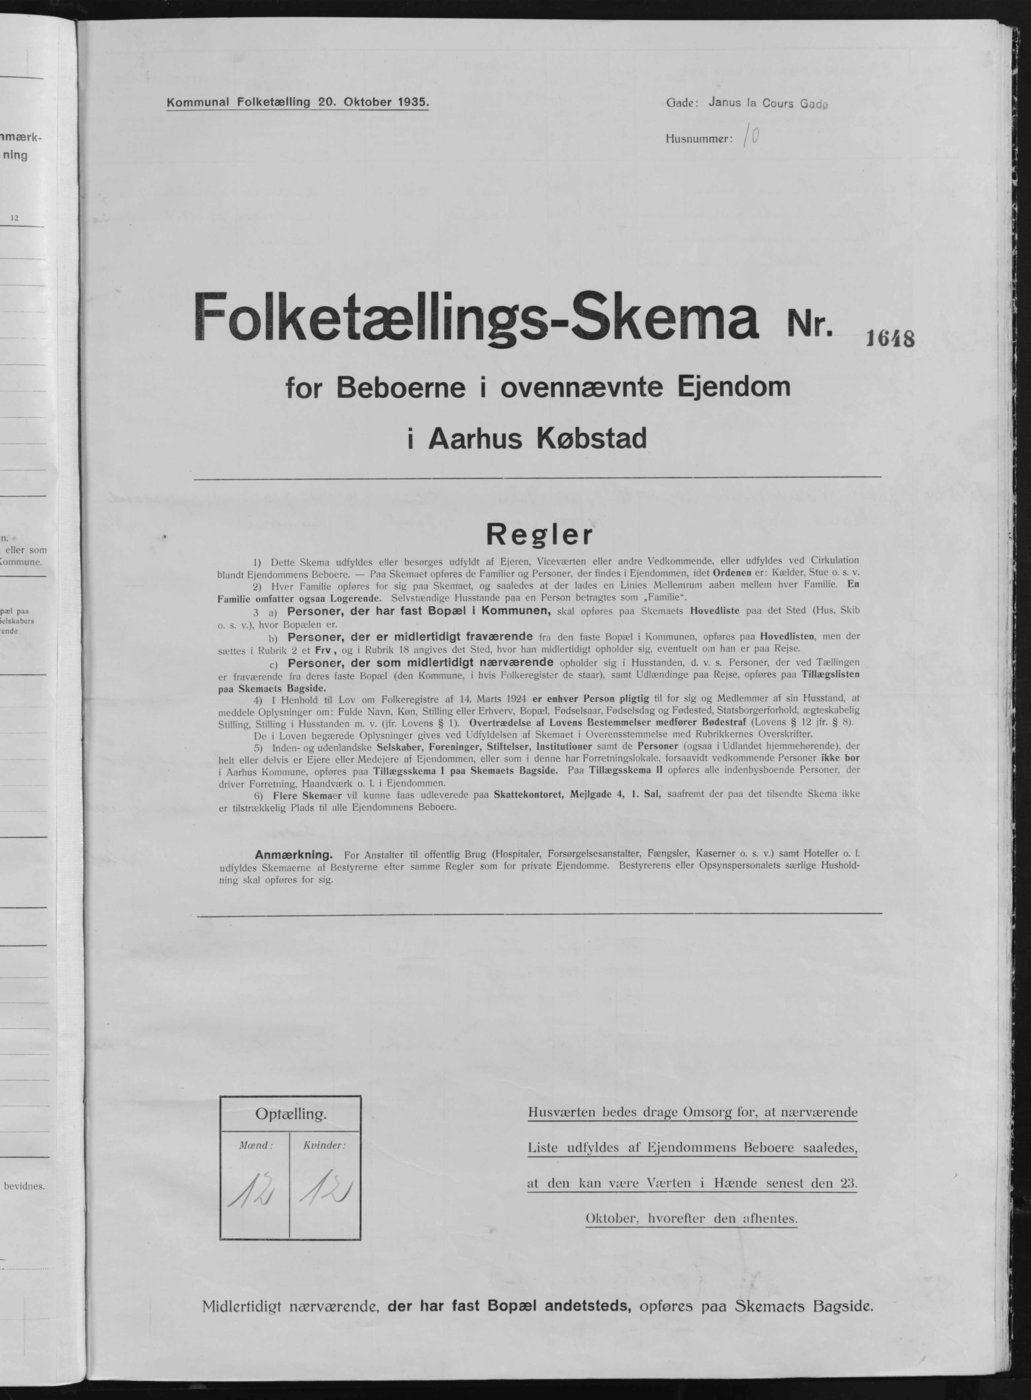 nmærk-
ning
12
n.
eller som
Kommune.
pæl paa
Selskabers
ende
bevidnes.
Kommunal Folketælling 20. Oktober 1935.
Gade: Janus la Cours Gade
Husnummer: 10
Folketællings-Skema Nr. 1648
for Beboerne i ovennævnte Ejendom
i Aarhus Købstad
Regler
1) Dette Skema udfyldes eller besørges udfyldt af Ejeren, Viceværten eller andre Vedkommende, eller udfyldes ved Cirkulation
blandt Ejendommens Beboere. — Paa Skemaet opføres de Familier og Personer, der findes i Ejendommen, idet Ordenen er: Kælder, Stue o. s. v.
2) Hver Familie opføres for sig paa Skemaet, og saaledes at der lades en Linies Mellemrum aaben mellem hver Familie. En
Familie omfatter ogsaa Logerende. Selvstændige Husstande paa en Person betragtes som „Familie“.
3 a) Personer, der har fast Bopæl i Kommunen, skal opføres paa Skemaets Hovedliste paa det Sted (Hus, Skib
o. s. v.), hvor Bopælen er.
b) Personer, der er midlertidigt fraværende fra den faste Bopæl i Kommunen, opføres paa Hovedlisten, men der
sættes i Rubrik 2 et Frv., og i Rubrik 18 angives det Sted, hvor han midlertidigt opholder sig, eventuelt om han er paa Rejse.
c) Personer, der som midlertidigt nærværende opholder sig i Husstanden, d. v. s. Personer, der ved Tællingen
er fraværende fra deres faste Bopæl (den Kommune, i hvis Folkeregister de staar), samt Udlændinge paa Rejse, opføres paa Tillægslisten
paa Skemaets Bagside.
4) I Henhold til Lov om Folkeregistre af 14. Marts 1924 er enhver Person pligtig til for sig og Medlemmer af sin Husstand, at
meddele Oplysninger om: Fulde Navn, Køn, Stilling eller Erhverv, Bopæl, Fødselsaar, Fødselsdag og Fødested, Statsborgerforhold, ægteskabelig
Stilling, Stilling i Husstanden m. v. (jfr. Lovens § 1). Overtrædelse af Lovens Bestemmelser medfører Bødestraf (Lovens § 12 jfr. § 8).
De i Loven begærede Oplysninger gives ved Udfyldelsen af Skemaet i Overensstemmelse med Rubrikkernes Overskrifter.
5) Inden- og udenlandske Selskaber, Foreninger, Stiftelser, Institutioner samt de Personer (ogsaa i Udlandet hjemmehørende), der
helt eller delvis er Ejere eller Medejere af Ejendommen, eller som i denne har Forretningslokale, forsaavidt vedkommende Personer ikke bor
i Aarhus Kommune, opføres paa Tillægsskema I paa Skemaets Bagside. Paa Tillægsskema II opføres alle indenbysboende Personer, der
driver Forretning, Haandværk o. l. i Ejendommen.
6) Flere Skemaer vil kunne faas udleverede paa Skattekontoret, Mejlgade 4, 1. Sal, saafremt der paa det tilsendte Skema ikke
er tilstrækkelig Plads til alle Ejendommens Beboere.
Anmærkning. For Anstalter til offentlig Brug (Hospitaler, Forsørgelsesanstalter, Fængsler, Kaserner o. s. v.) samt Hoteller o. l.
udfyldes Skemaerne af Bestyrerne efter samme Regler som for private Ejendomme. Bestyrerens eller Opsynspersonalets særlige Hushold-
ning skal opføres for sig.
Optælling.
Mænd: Kvinder:
12 12
Husværten bedes drage Omsorg for, at nærværende
Liste udfyldes af Ejendommens Beboere saaledes,
at den kan være Værten i Hænde senest den 23.
Oktober, hvorefter den afhentes.
Midlertidigt nærværende, der har fast Bopæl andetsteds, opføres paa Skemaets Bagside.